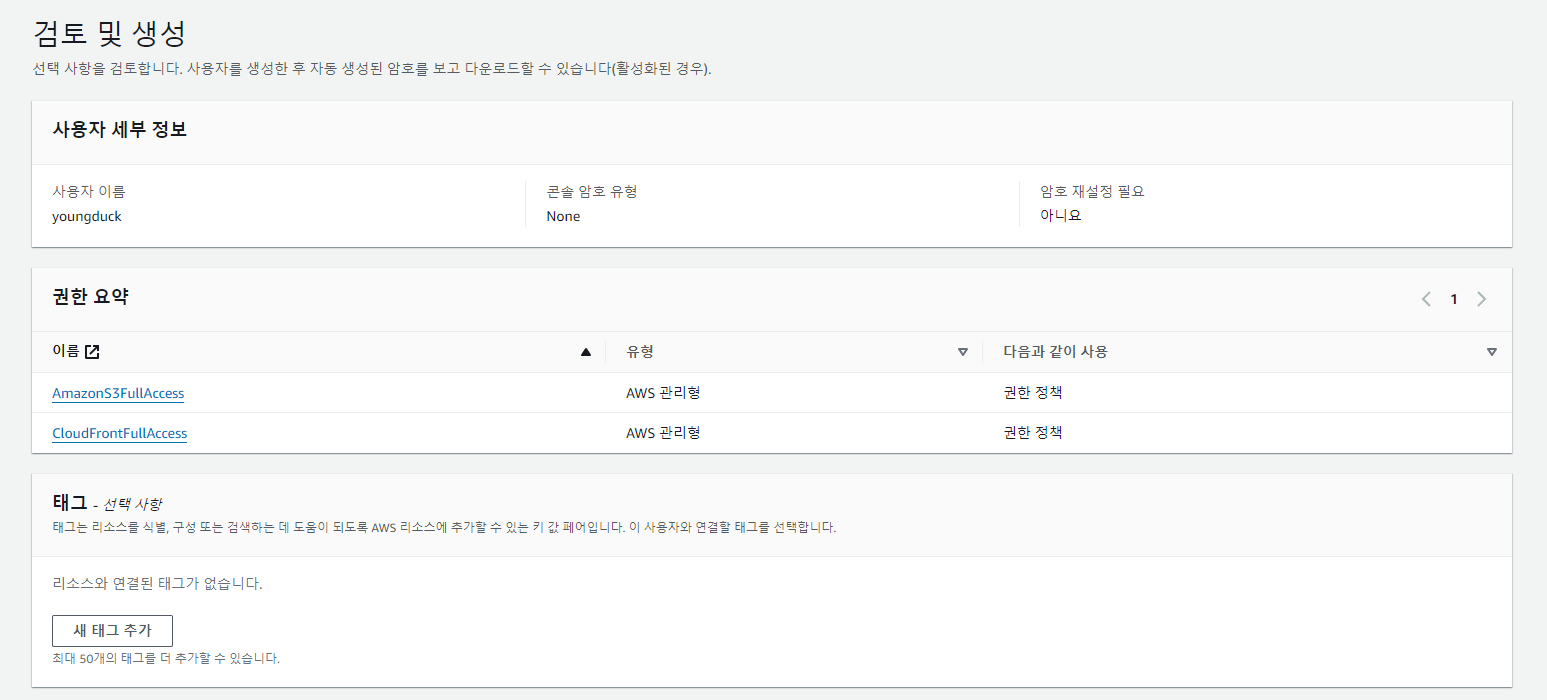 검토 및 생성
선택 사항을 검토합니다. 사용자를 생성한 후 자동 생성된 암호를 보고 다운로드할 수 있습니다(활성화된 경우).
사용자 세부 정보
사용자 이름 콘솔 암호 유형 암호 재설정 필요
youngduck None 아니요
권한 요약 1
이름 유형 다음과 같이 사용
AmazonS3FullAccess AWS 관리형 권한 정책
CloudFrontFullAccess AWS 관리형 권한 정책
태그 - 선택 사항
태그는 리소스를 식별, 구성 또는 검색하는 데 도움이 되도록 AWS 리소스에 추가할 수 있는 키 값 페어입니다. 이 사용자와 연결할 태그를 선택합니다.
리소스와 연결된 태그가 없습니다.
새 태그 추가
최대 50개의 태그를 더 추가할 수 있습니다.